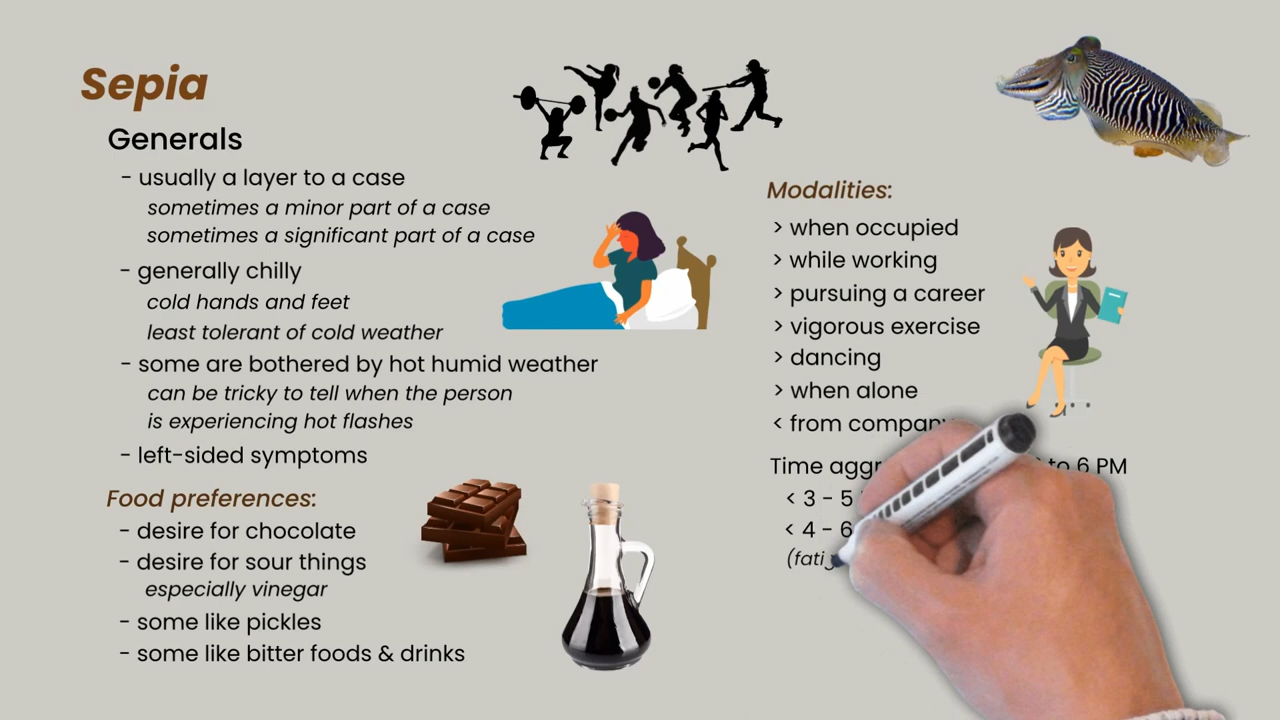 Sepia
Generals
- usually a layer to a case
sometimes a minor part of a case
sometimes a significant part of a case
- generally chilly
cold hands and feet
least tolerant of cold weather
- some are bothered by hot humid weather
can be tricky to tell when the person
is experiencing hot flashes
- left-sided symptoms
Food preferences:
- desire for chocolate
- desire for sour things
especially vinegar
- some like pickles
- some like bitter foods & drinks
Modalities:
> when occupied
> while working
> pursuing a career
> vigorous exercise
> dancing
> when alone
< from company
Time to 6 PM
< 3 - 5
< 4 - 6